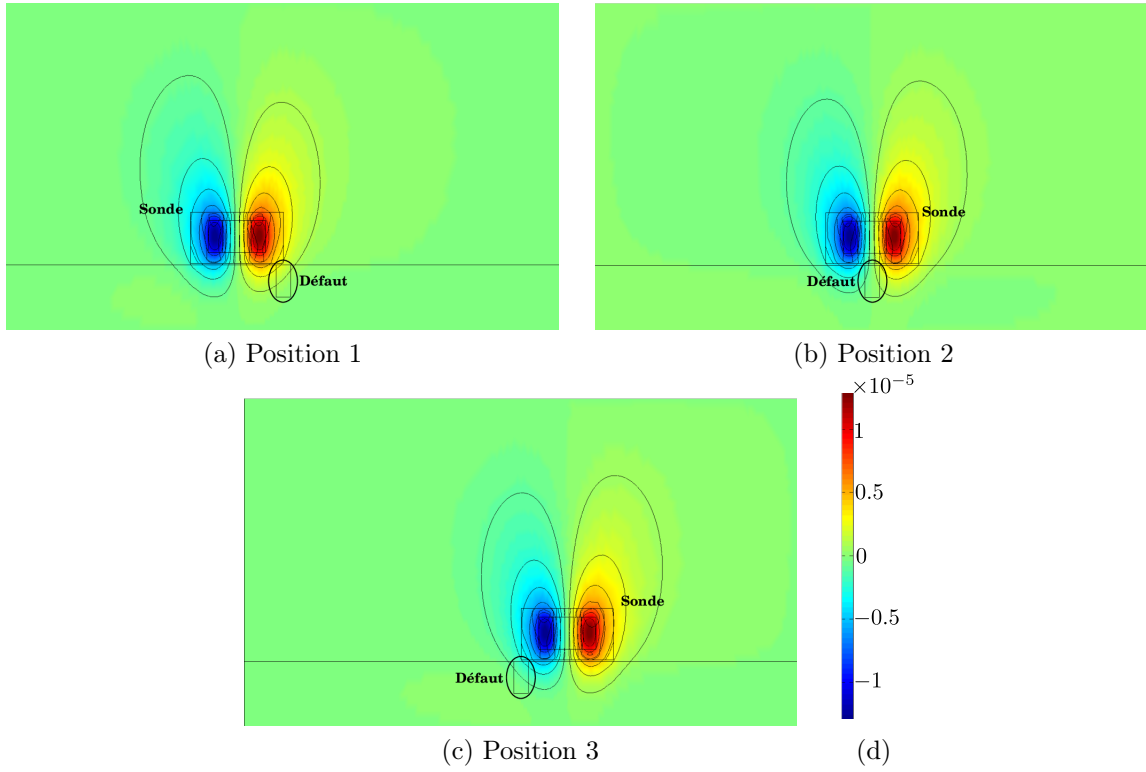 Sonde
Défaut
(a) Position 1
Sonde
Défaut
(b) Position 2
Sonde
Défaut
(c) Position 3
×10⁻⁵
1
0.5
0
−0.5
−1
(d)